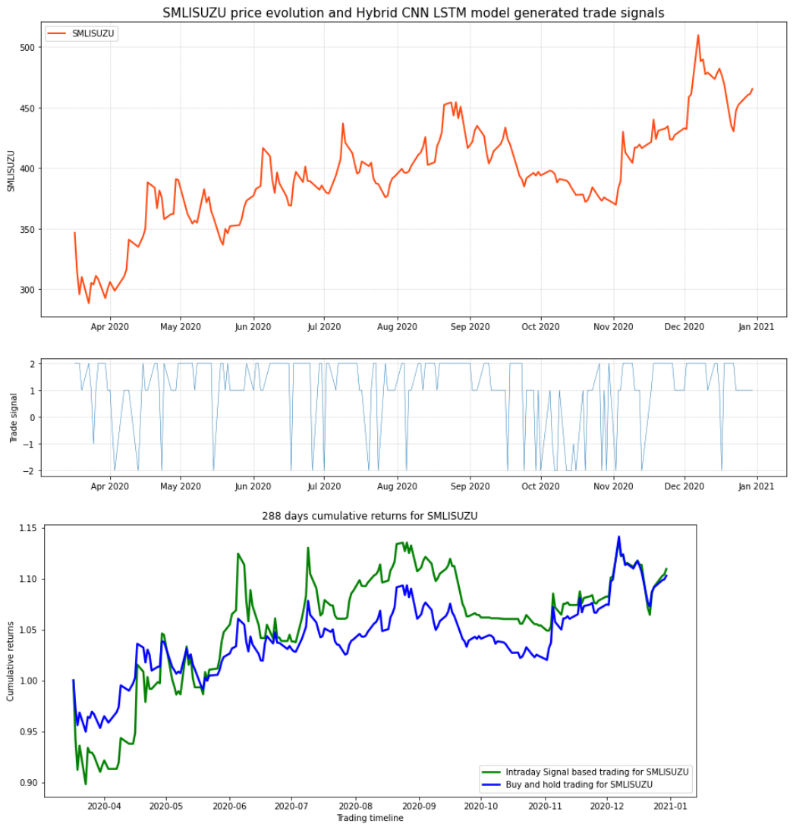 SMLISUZU price evolution and Hybrid CNN LSTM model generated trade signals
SMLISUZU
500
450
400
350
300
SMLISUZU
Apr 2020 May 2020 Jun 2020 Jul 2020 Aug 2020 Sep 2020 Oct 2020 Nov 2020 Dec 2020 Jan 2021
2
1
0
−1
−2
Trade signal
Apr 2020 May 2020 Jun 2020 Jul 2020 Aug 2020 Sep 2020 Oct 2020 Nov 2020 Dec 2020 Jan 2021
288 days cumulative returns for SMLISUZU
1.15
1.10
1.05
1.00
0.95
0.90
Cumulative returns
Intraday Signal based trading for SMLISUZU
Buy and hold trading for SMLISUZU
2020-04 2020-05 2020-06 2020-07 2020-08 2020-09 2020-10 2020-11 2020-12 2021-01
Trading timeline